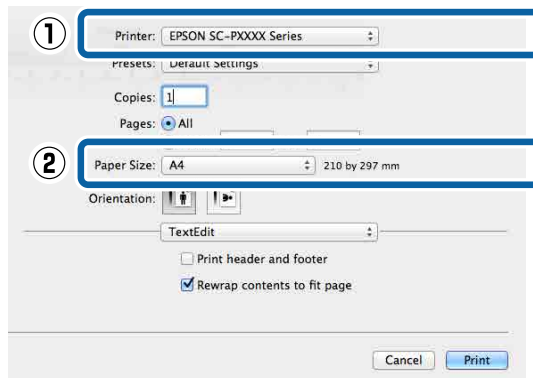 1
Printer: EPSON SC-PXXXX Series
Presets: Default Settings
Copies: 1
Pages: All
2
Paper Size: A4 210 by 297 mm
Orientation:
TextEdit
Print header and footer
Rewrap contents to fit page
Cancel Print